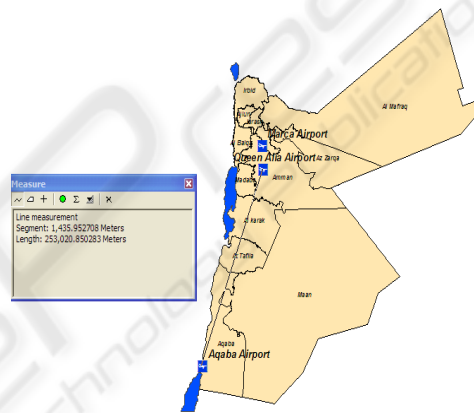 Irbid
Al Mafraq
Ajlun
Jarash
Marca Airport
Al Balqa
Queen Alia Airport
Az Zarqa
Madaba
Amman
Measure
Line measurement
Segment: 1,435.952708 Meters
Length: 253,020.850283 Meters
Al karak
At Tafila
Maan
Aqaba
Aqaba Airport